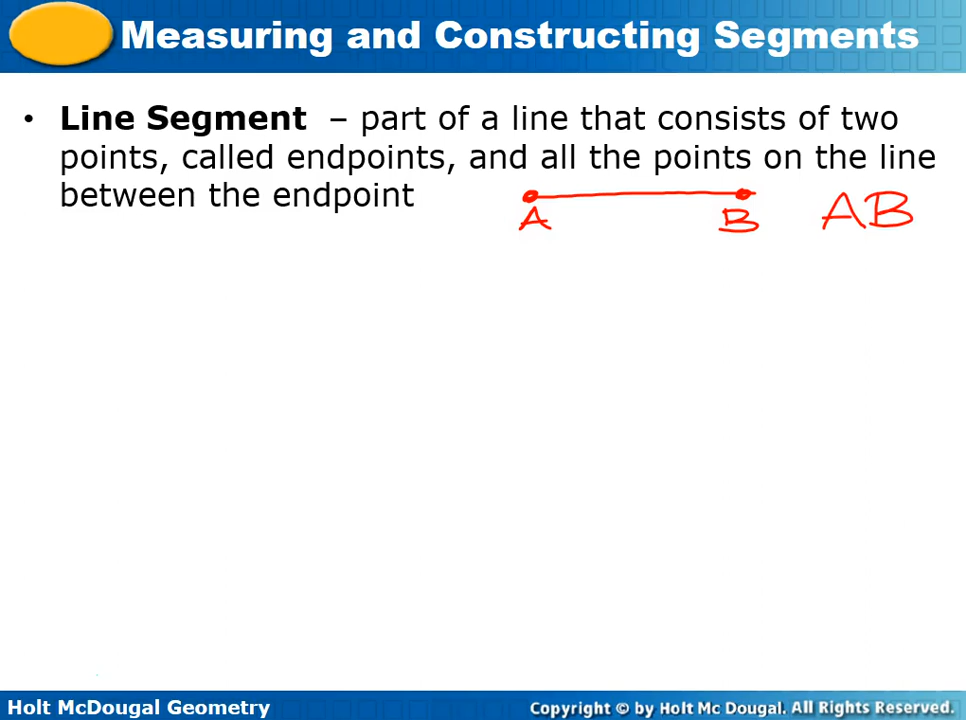 Measuring and Constructing Segments
• Line Segment – part of a line that consists of two
points, called endpoints, and all the points on the line
between the endpoint
A B AB
Holt McDougal Geometry
Copyright © by Holt Mc Dougal. All Rights Reserved.